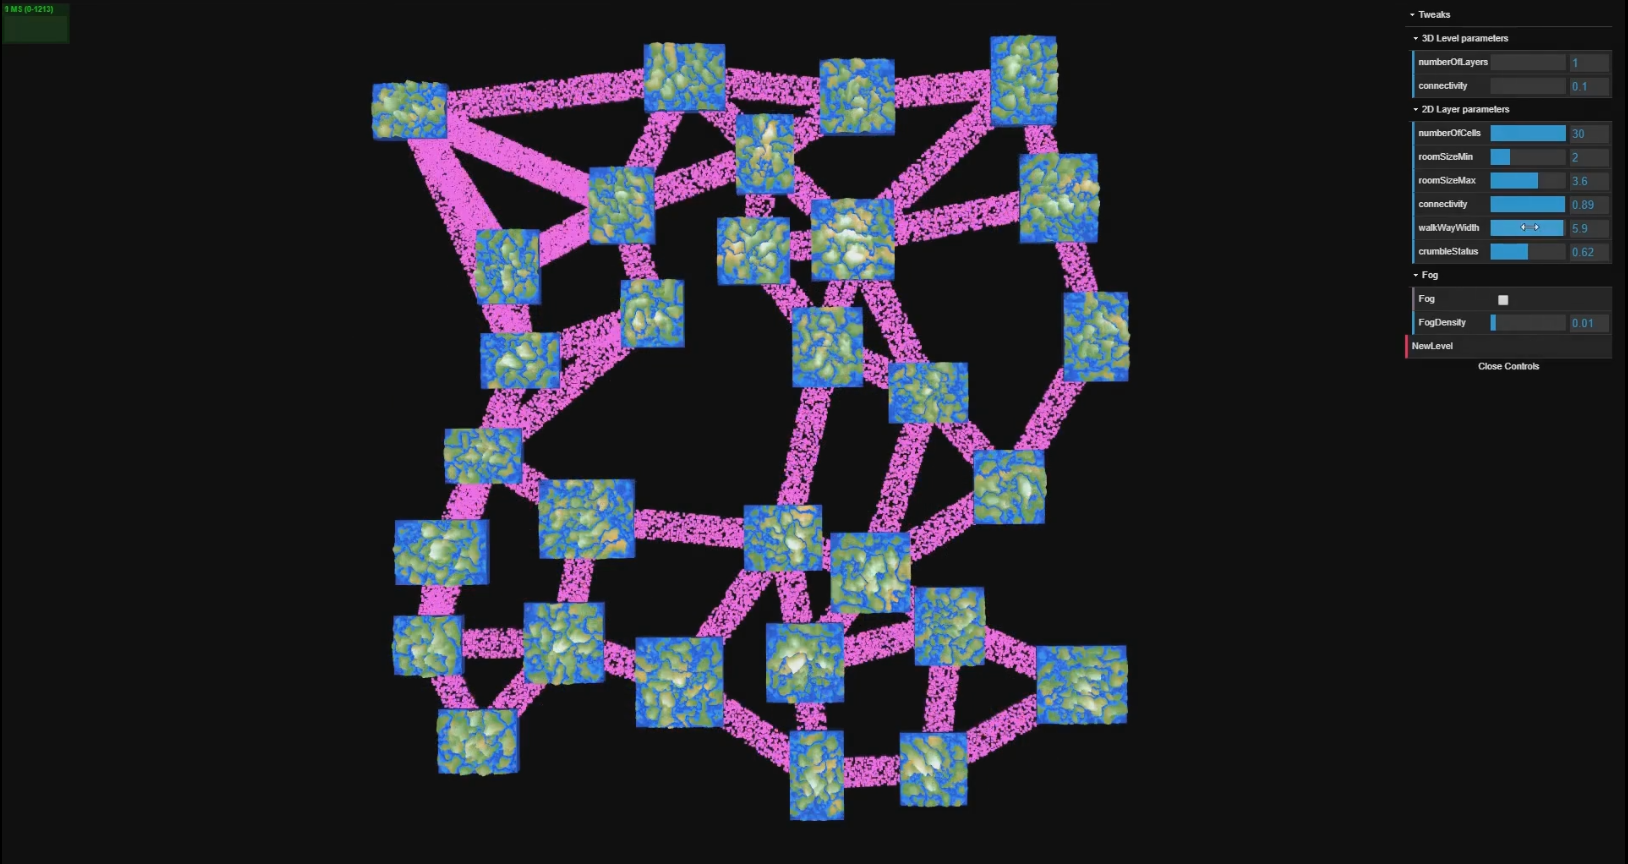 1 MS (0-1213)
Tweaks
3D Level parameters
numberOfLayers 1
connectivity 0.1
2D Layer parameters
numberOfCells 30
roomSizeMin 2
roomSizeMax 3.6
connectivity 0.89
walkWayWidth 5.9
crumbleStatus 0.62
Fog
Fog
FogDensity 0.01
NewLevel
Close Controls